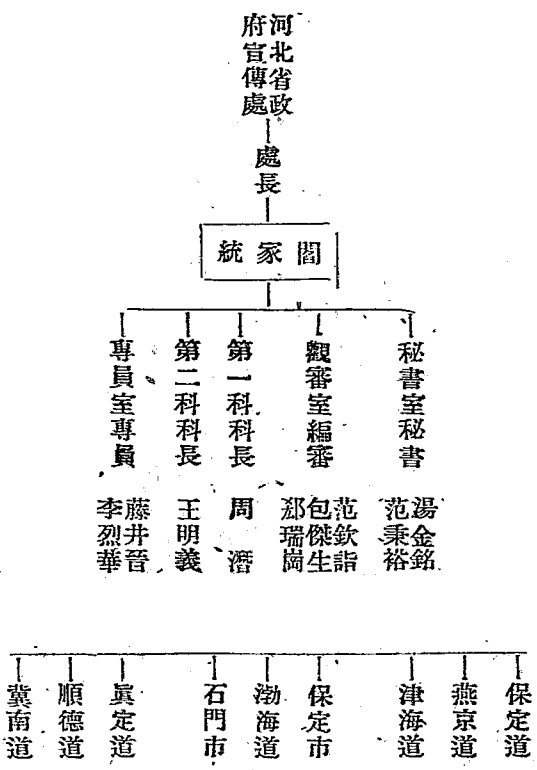 河北省政
府宣傳處
處長
閻家統
秘書室秘書
湯金銘
范秉裕
觀審室編審
范欽詣
包傑生
郄瑞崗
第一科科長
周潛
第二科科長
王明義
專員室專員
藤井晉
李烈華
保定道
燕京道
津海道
保定市
渤海道
石門市
眞定道
順德道
冀南道